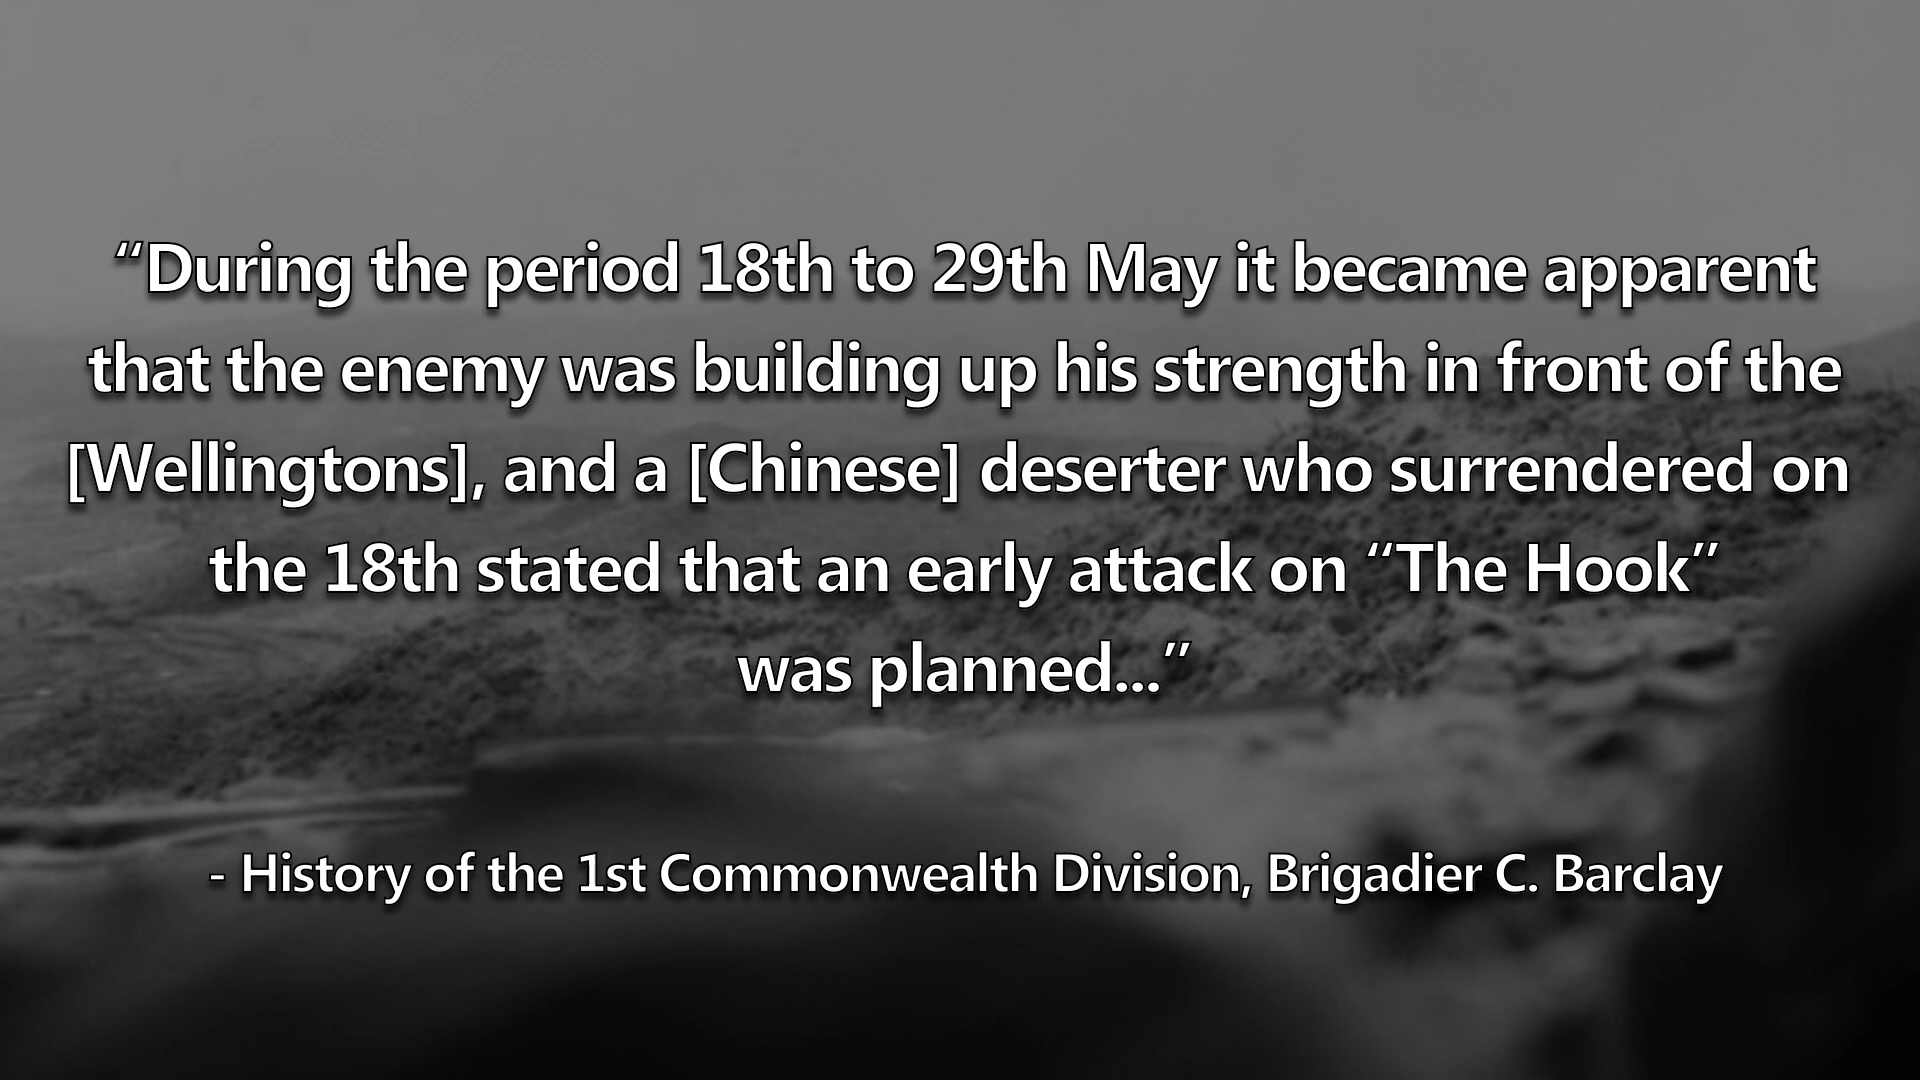 “During the period 18th to 29th May it became apparent
that the enemy was building up his strength in front of the
[Wellingtons], and a [Chinese] deserter who surrendered on
the 18th stated that an early attack on “The Hook”
was planned...”
- History of the 1st Commonwealth Division, Brigadier C. Barclay